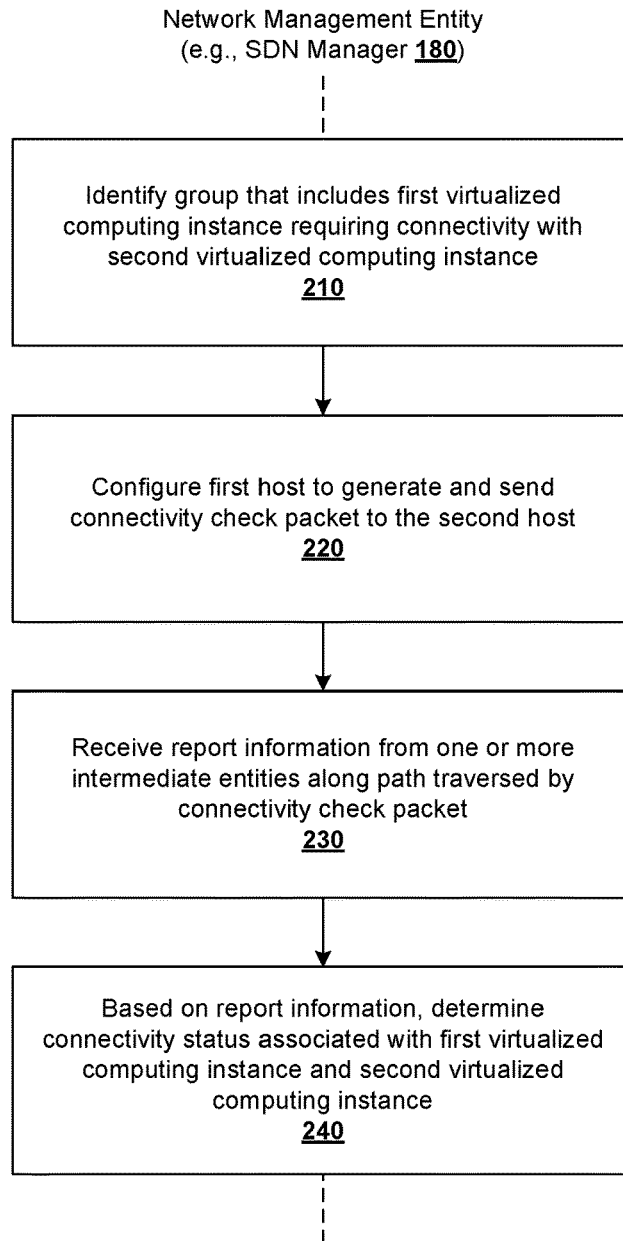 Network Management Entity
(e.g., SDN Manager 180)
Identify group that includes first virtualized
computing instance requiring connectivity with
second virtualized computing instance
210
Configure first host to generate and send
connectivity check packet to the second host
220
Receive report information from one or more
intermediate entities along path traversed by
connectivity check packet
230
Based on report information, determine
connectivity status associated with first virtualized
computing instance and second virtualized
computing instance
240